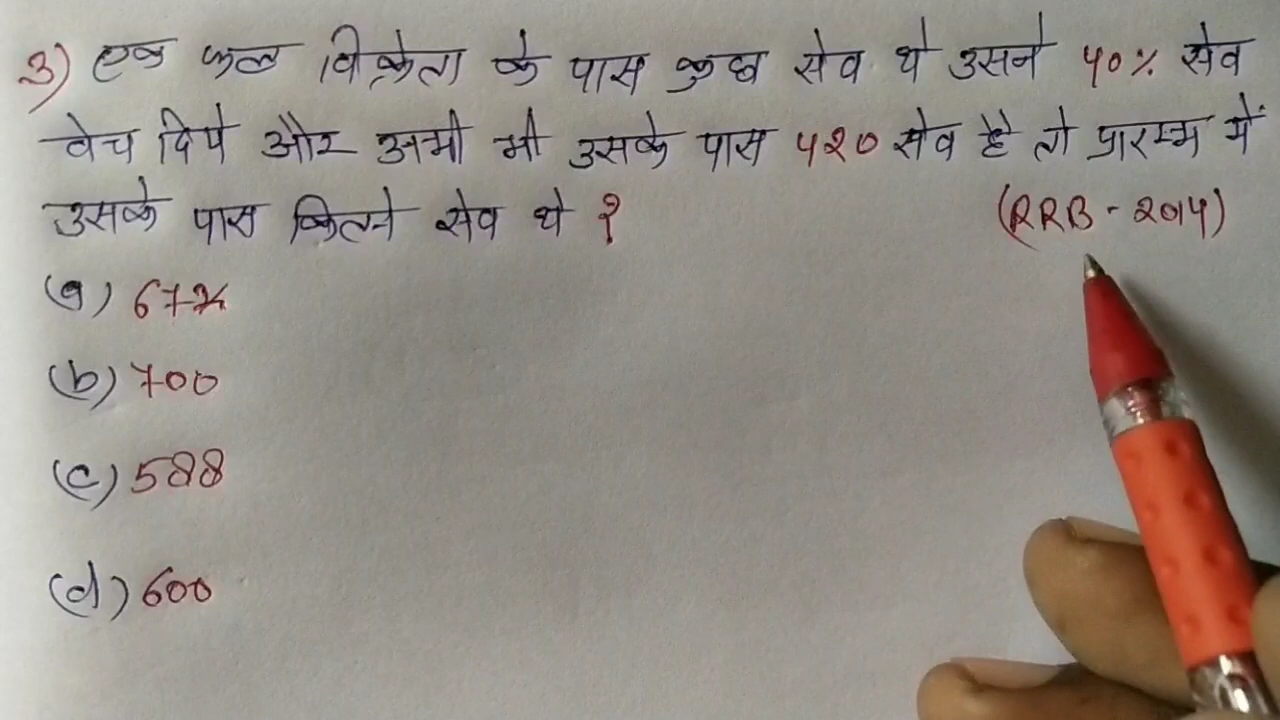 3) एक फल विक्रेता के पास कुछ सेव थे उसने 40% सेव
बेच दिये और अभी भी उसके पास 420 सेव है तो प्रारम्भ में
उसके पास कितने सेव थे ?
(RRB - 2014)
(a) 672
(b) 700
(c) 588
(d) 600